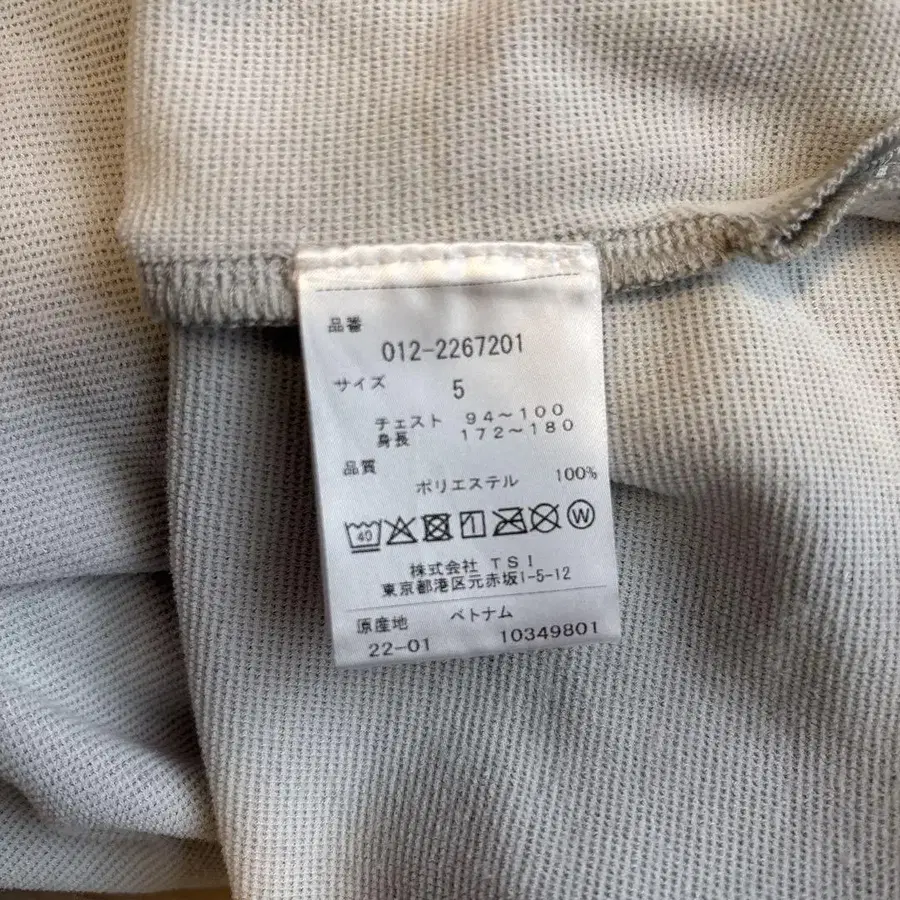 品番
012-2267201
サイズ 5
チェスト 94~100
身長 172~180
品質
ポリエステル 100%
40
W
株式会社 TSI
東京都港区元赤坂1-5-12
原産地 ベトナム
22-01 10349801